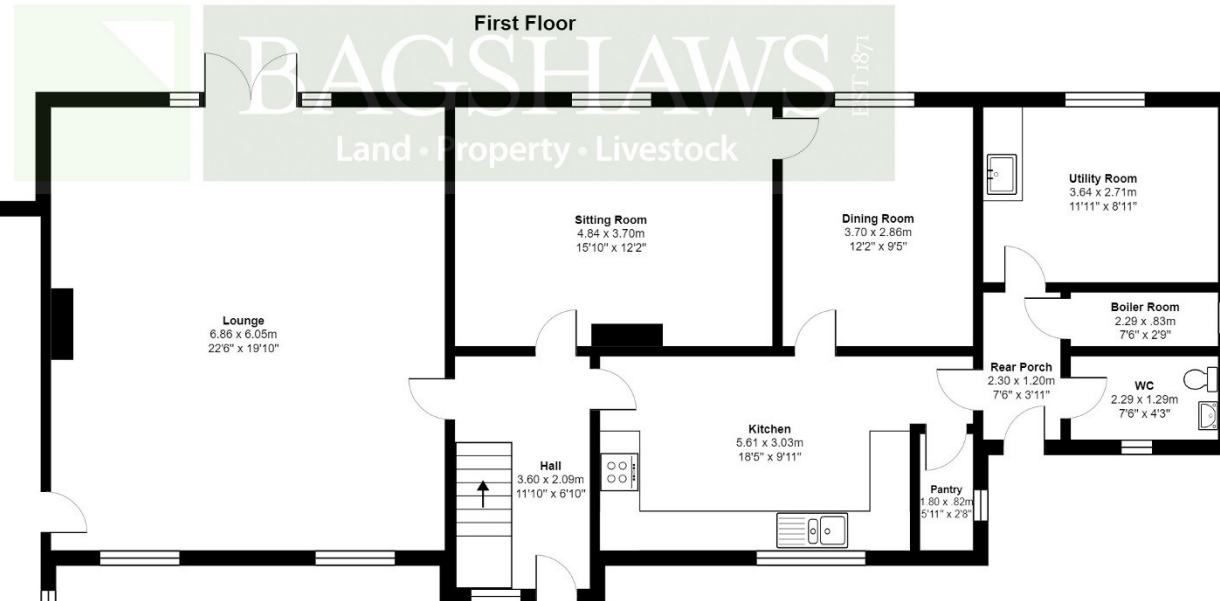 First Floor
BAGSHAWS
EST 1871
Land · Property · Livestock
Utility Room
3.64 x 2.71m
11'11" x 8'11"
Sitting Room
4.84 x 3.70m
15'10" x 12'2"
Dining Room
3.70 x 2.86m
12'2" x 9'5"
Lounge
6.86 x 6.05m
22'6" x 19'10"
Boiler Room
2.29 x .83m
7'6" x 2'9"
Rear Porch
2.30 x 1.20m
7'6" x 3'11"
WC
2.29 x 1.29m
7'6" x 4'3"
Kitchen
5.61 x 3.03m
18'5" x 9'11"
Hall
3.60 x 2.09m
11'10" x 6'10"
Pantry
1.80 x .82m
5'11" x 2'8"